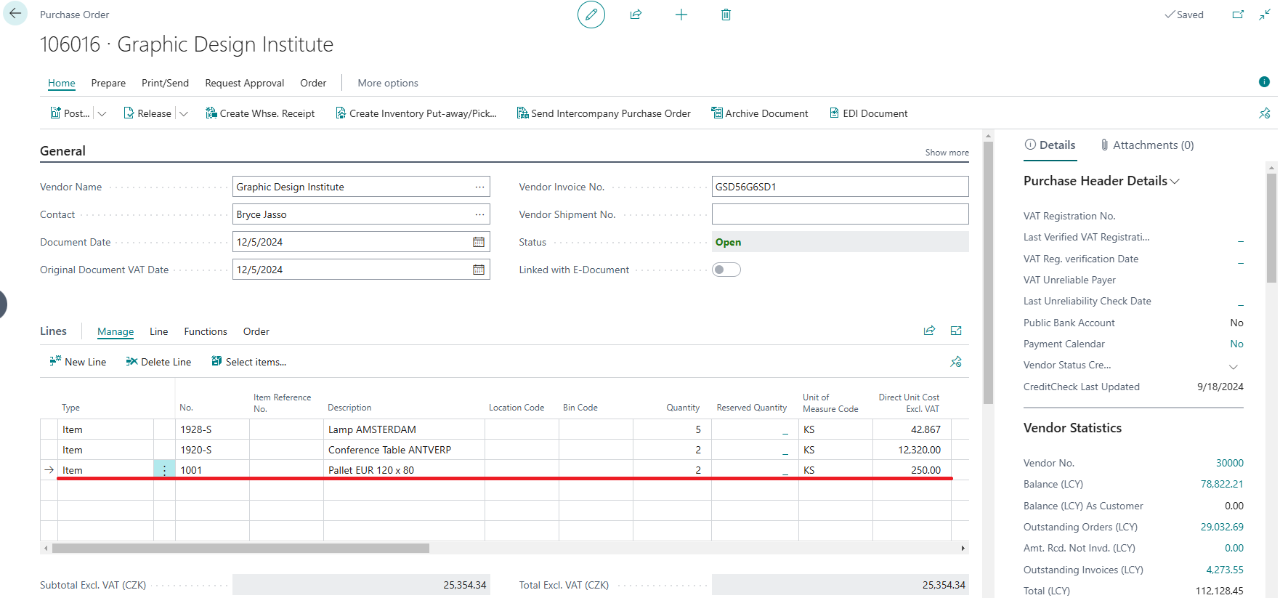 Purchase Order
Saved
106016 · Graphic Design Institute
Home Prepare Print/Send Request Approval Order More options
Post... Release Create Whse. Receipt Create Inventory Put-away/Pick... Send Intercompany Purchase Order Archive Document EDI Document
General
Show more
Vendor Name Graphic Design Institute
Contact Bryce Jasso
Document Date 12/5/2024
Original Document VAT Date 12/5/2024
Vendor Invoice No. GSD56G6SD1
Vendor Shipment No.
Status Open
Linked with E-Document
Lines Manage Line Functions Order
New Line Delete Line Select items...
Type No. Item Reference No. Description Location Code Bin Code Quantity Reserved Quantity Unit of Measure Code Direct Unit Cost Excl. VAT
Item 1928-S Lamp AMSTERDAM 5 _ KS 42.867
Item 1920-S Conference Table ANTVERP 2 _ KS 12,320.00
Item 1001 Pallet EUR 120 x 80 2 _ KS 250.00
Subtotal Excl. VAT (CZK) 25,354.34
Total Excl. VAT (CZK) 25,354.34
Details Attachments (0)
Purchase Header Details
VAT Registration No.
Last Verified VAT Registrati... _
VAT Reg. verification Date _
VAT Unreliable Payer
Last Unreliability Check Date _
Public Bank Account No
Payment Calendar No
Vendor Status Cre...
CreditCheck Last Updated 9/18/2024
Vendor Statistics
Vendor No. 30000
Balance (LCY) 78,822.21
Balance (LCY) As Customer 0.00
Outstanding Orders (LCY) 29,032.69
Amt. Rcd. Not Invd. (LCY) 0.00
Outstanding Invoices (LCY) 4,273.55
Total (LCY) 112,128.45